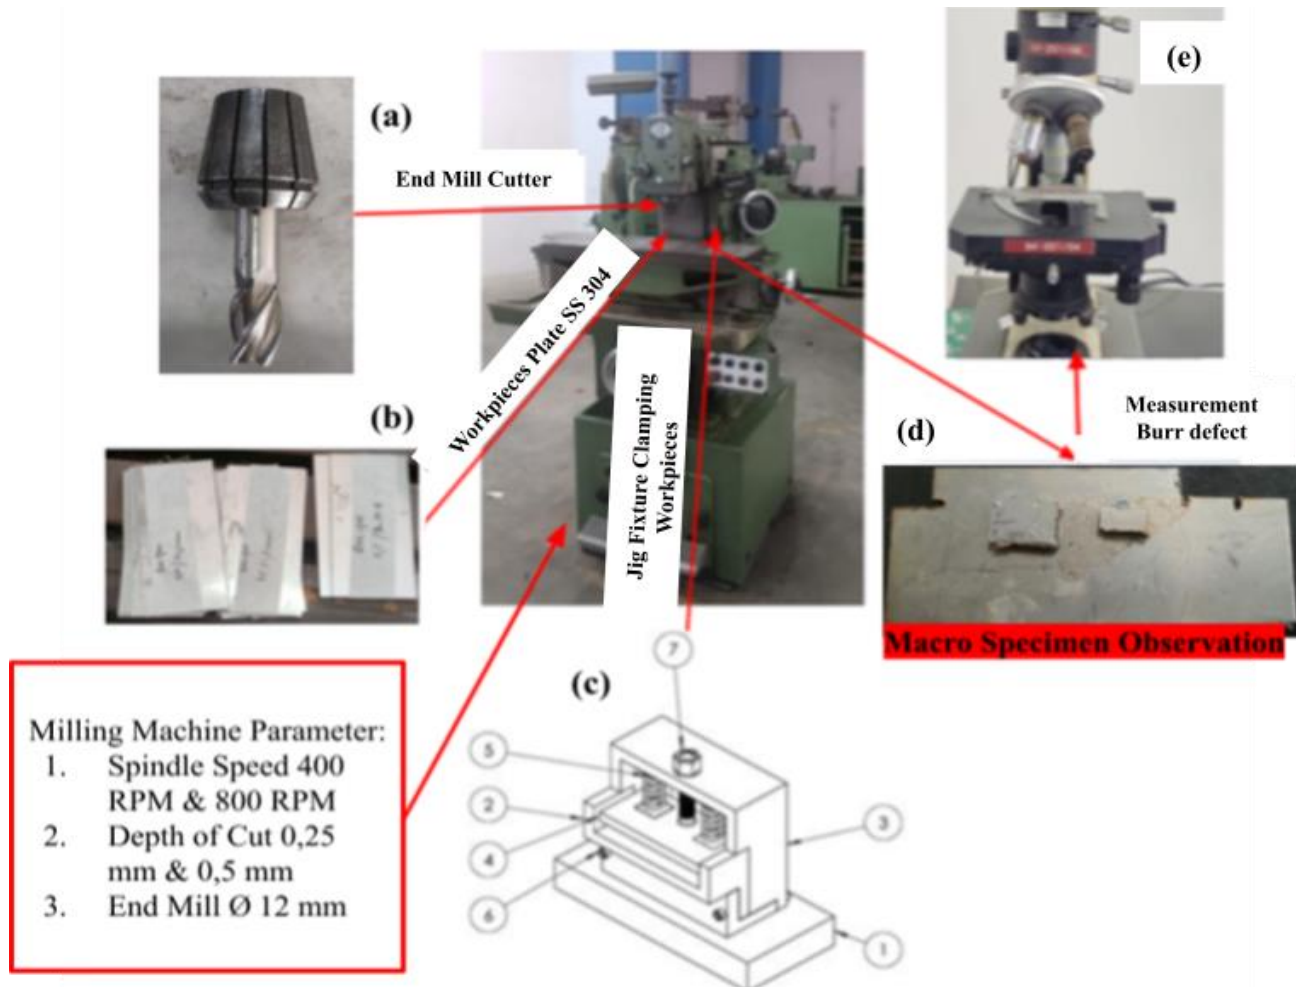 (a)
End Mill Cutter
(e)
(b)
Workpieces Plate SS 304
Jig Fixture Clamping
Workpieces
(d)
Measurement
Burr defect
Macro Specimen Observation
(c)
Milling Machine Parameter:
1. Spindle Speed 400
RPM & 800 RPM
2. Depth of Cut 0,25
mm & 0,5 mm
3. End Mill Ø 12 mm
7
5
2
4
6
3
1